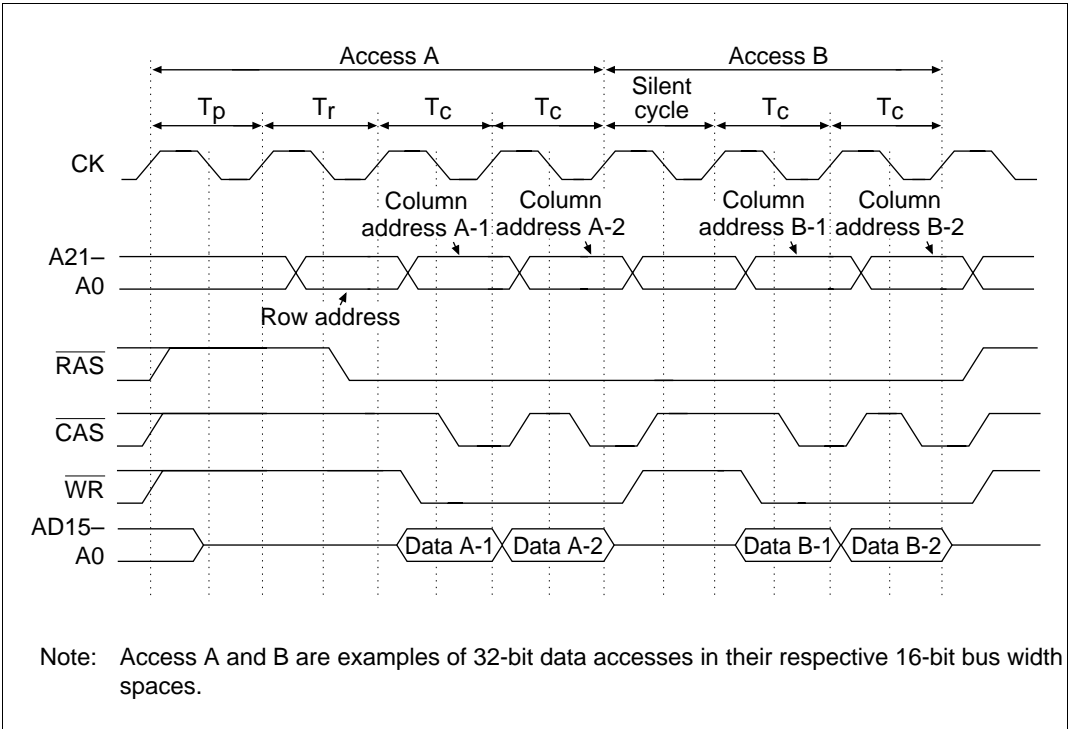 Access A Access B
Silent
Tp Tr Tc Tc cycle Tc Tc
CK
Column Column Column Column
address A-1 address A-2 address B-1 address B-2
A21–
A0
Row address
RAS
CAS
WR
AD15–
A0
Data A-1 Data A-2 Data B-1 Data B-2
Note: Access A and B are examples of 32-bit data accesses in their respective 16-bit bus width
spaces.